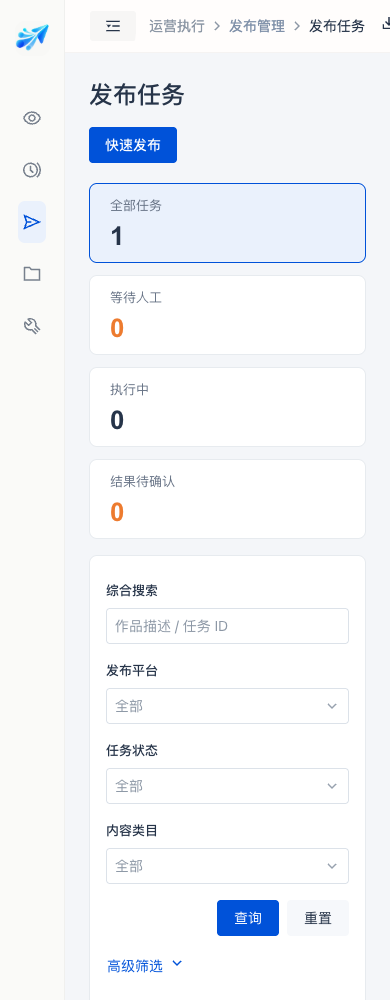 运营执行 > 发布管理 > 发布任务
发布任务
快速发布
全部任务
1
等待人工
0
执行中
0
结果待确认
0
综合搜索
作品描述 / 任务 ID
发布平台
全部
任务状态
全部
内容类目
全部
查询 重置
高级筛选